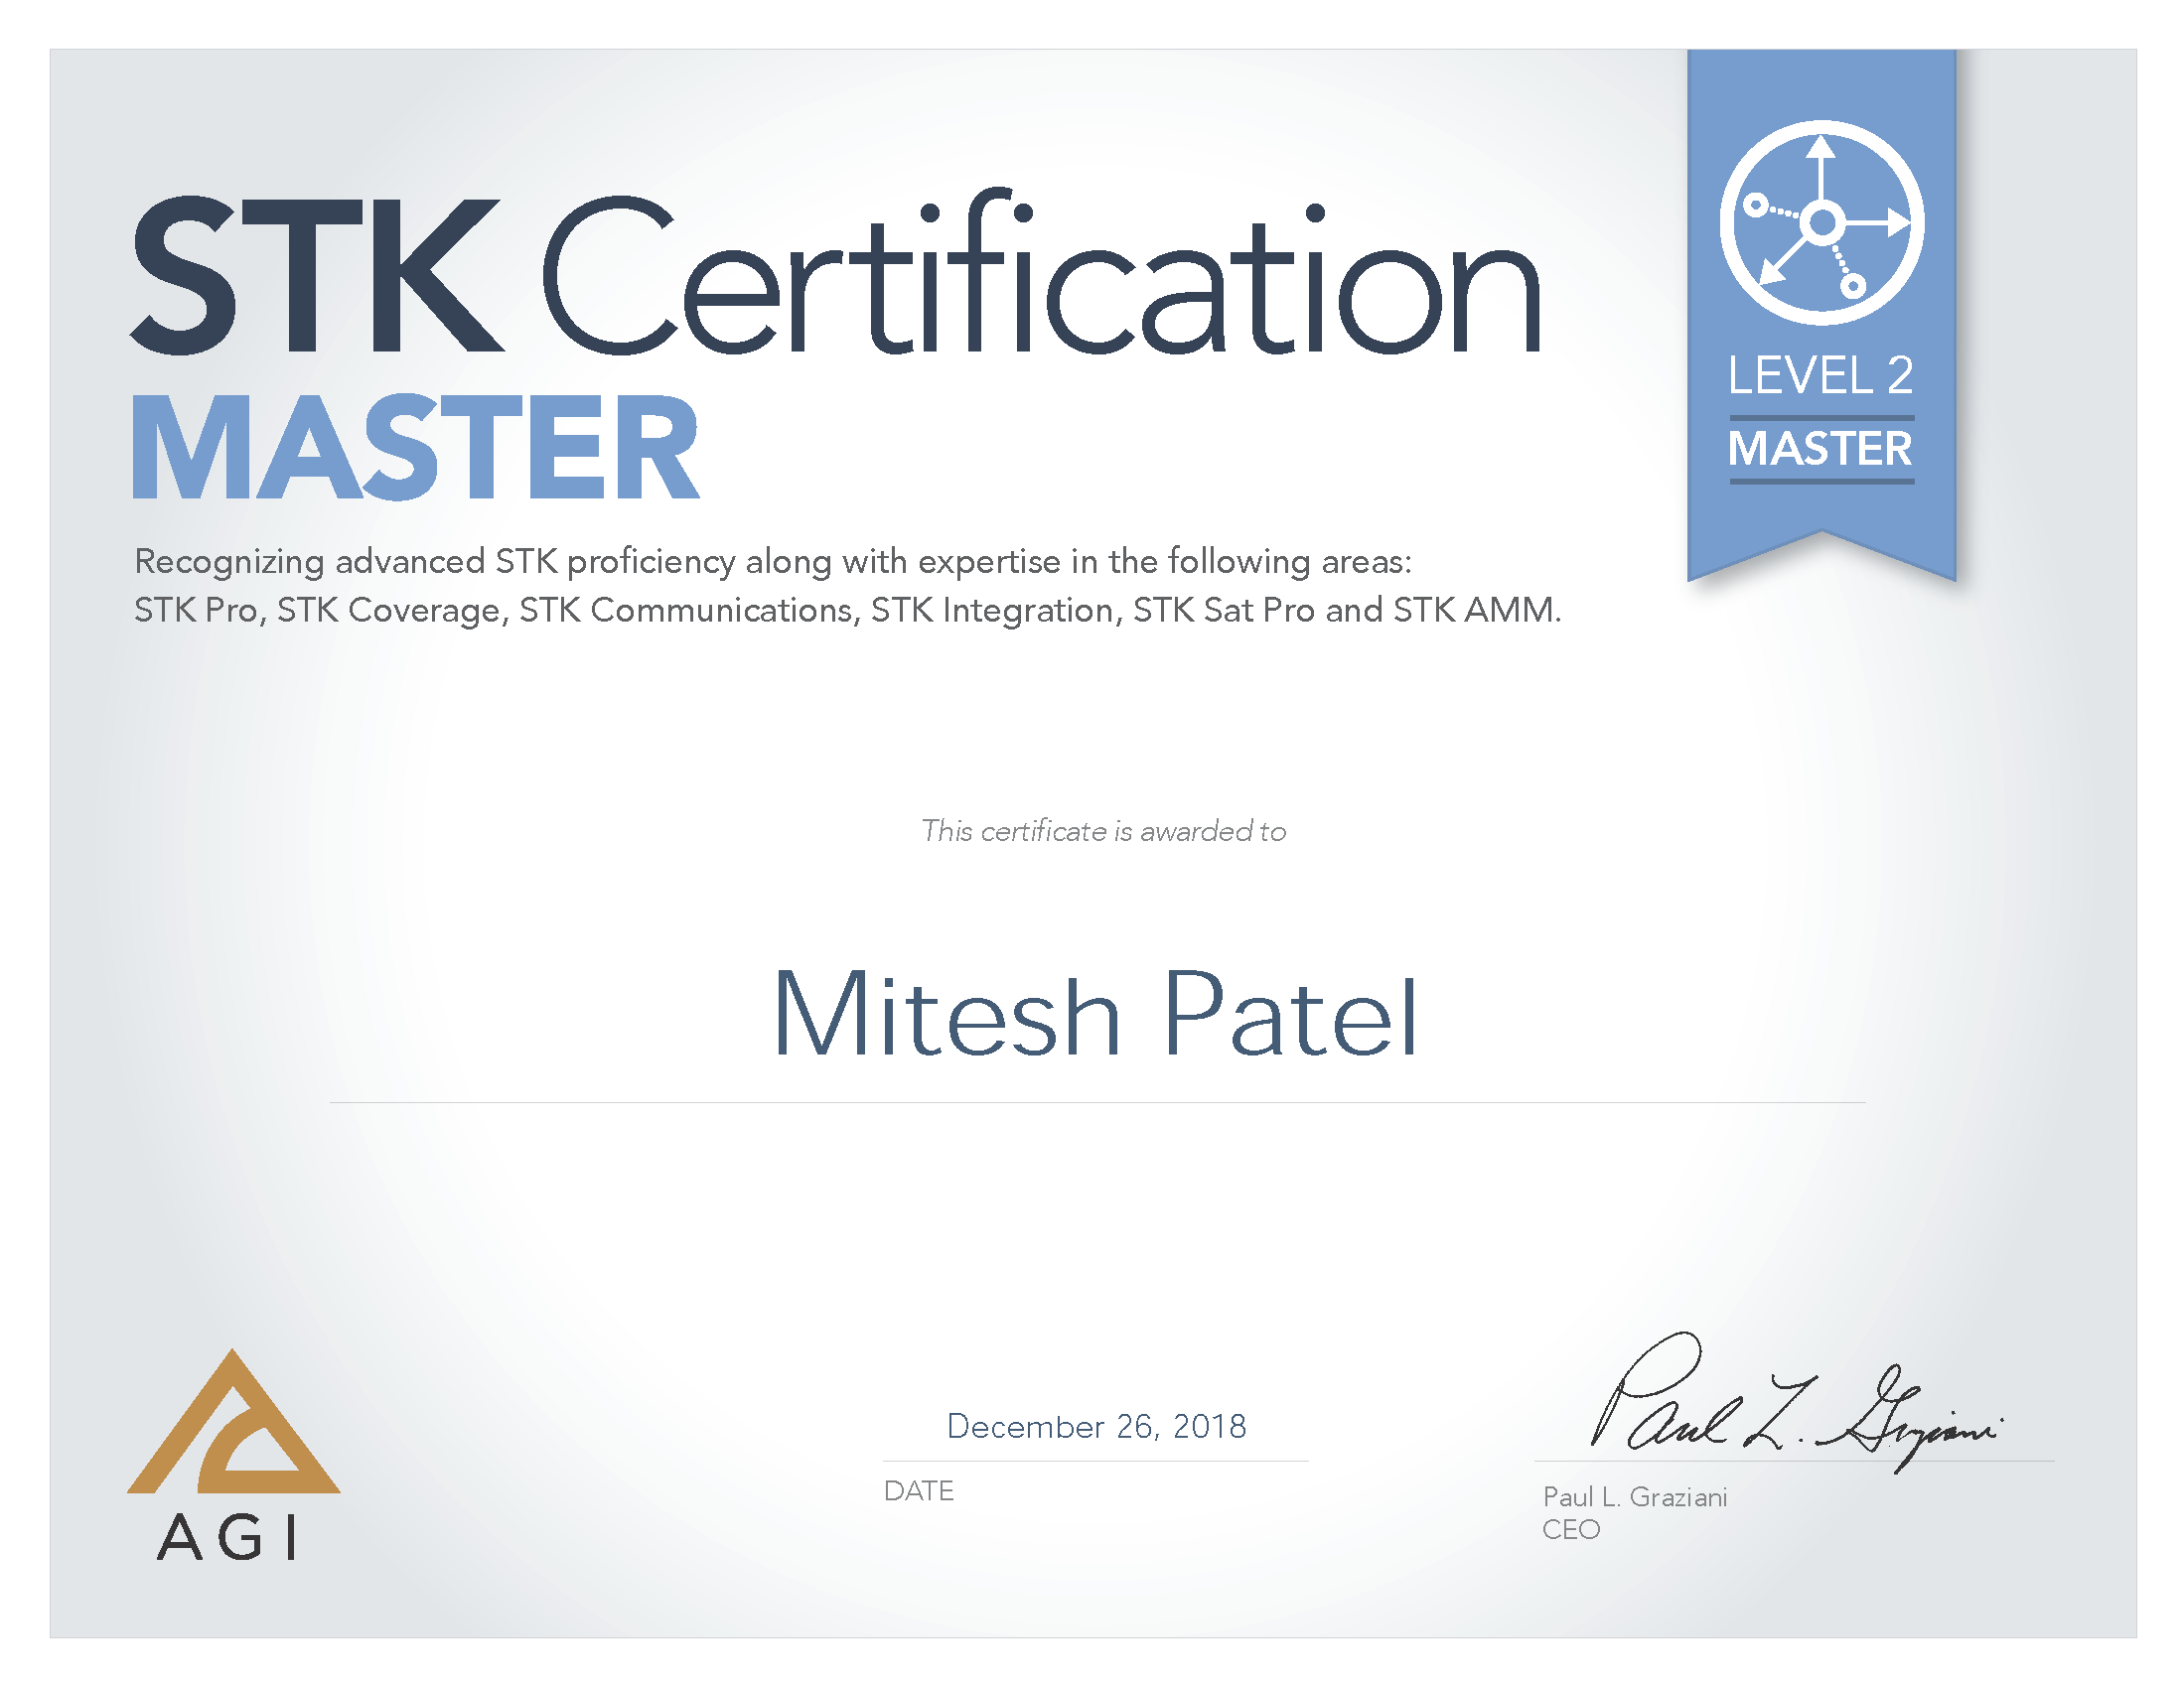 STK Certification
MASTER
LEVEL 2
MASTER
Recognizing advanced STK proficiency along with expertise in the following areas:
STK Pro, STK Coverage, STK Communications, STK Integration, STK Sat Pro and STK AMM.
This certificate is awarded to
Mitesh Patel
AGI
December 26, 2018
DATE
Paul L. Graziani
Paul L. Graziani
CEO